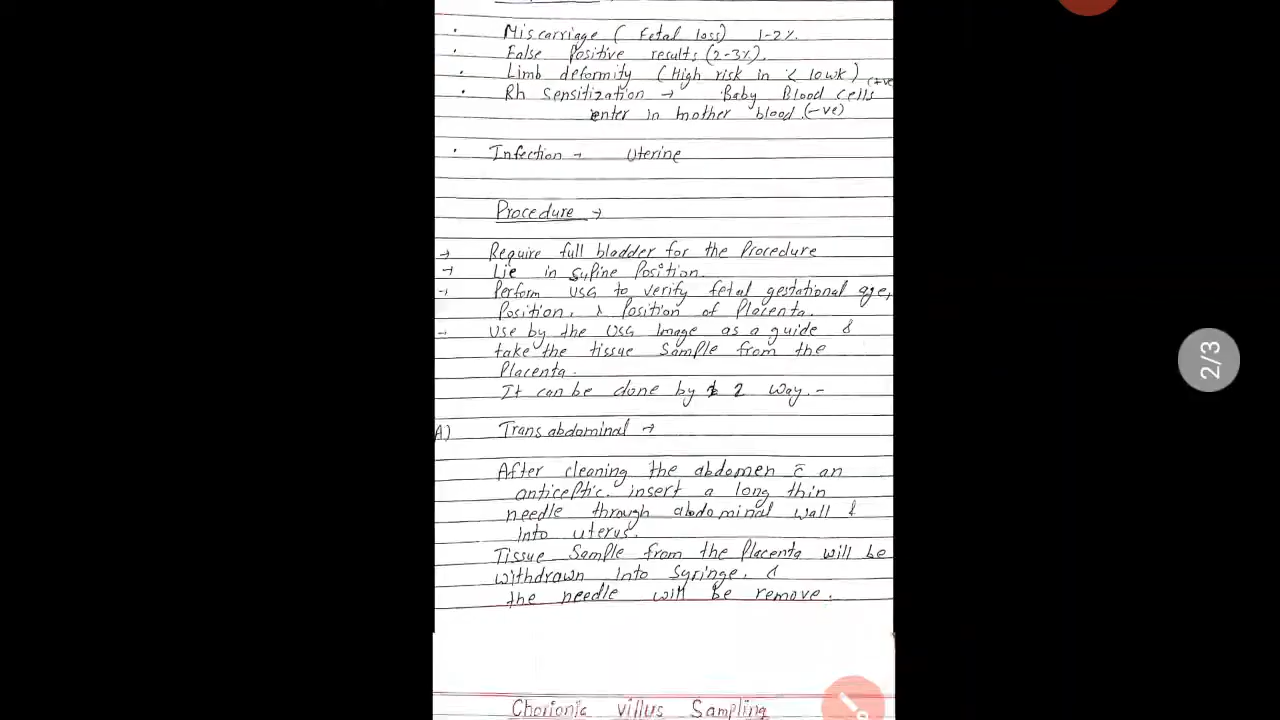 • Miscarriage ( Fetal loss) 1-2%.
• False Positive results (2-3%).
• Limb deformity (High risk in < 10wk)
• Rh Sensitization → Baby Blood cells (+ve
enter in mother blood (-ve)
• Infection → Uterine
Procedure →
→ Require full bladder for the Procedure
→ Lie in Supine Position.
→ Perform USG to verify fetal gestational age,
Position, & Position of Placenta.
→ Use by the USG Image as a guide &
take the tissue Sample from the
Placenta.
It can be done by 2 way -
A) Transabdominal →
After cleaning the abdomen c̄ an
anticeptic. insert a long thin
needle through abdominal wall &
into uterus.
Tissue Sample from the Placenta will be
withdrawn into Syringe. &
the needle will be remove.
2/3
Chorionic villus Sampling